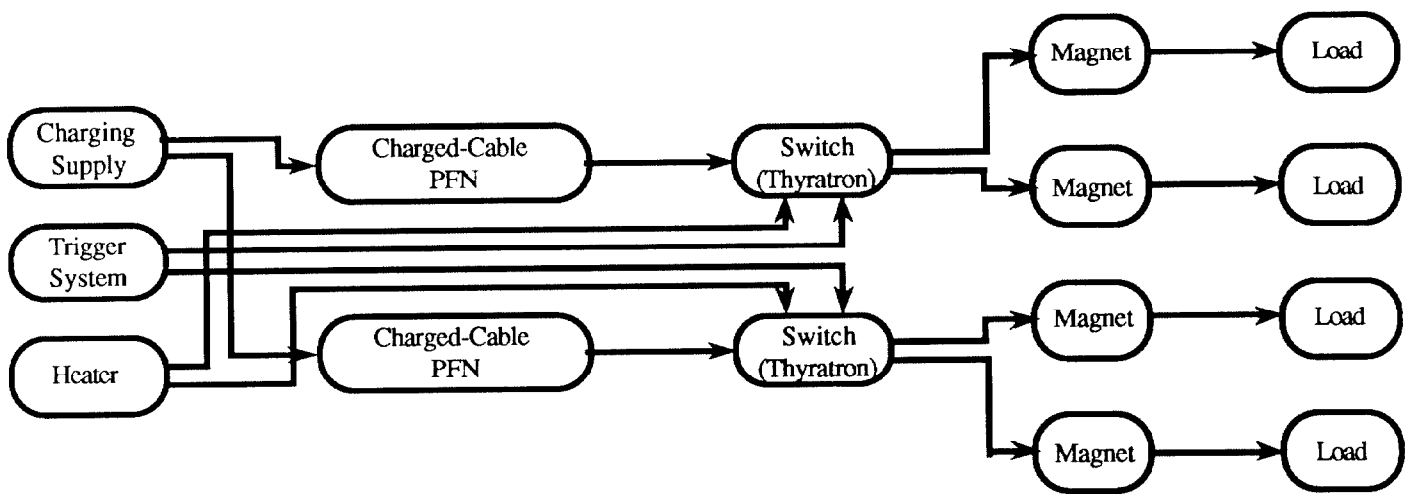 Charging
Supply
Charged-Cable
PFN
Switch
(Thyratron)
Magnet
Load
Magnet
Load
Trigger
System
Heater
Charged-Cable
PFN
Switch
(Thyratron)
Magnet
Load
Magnet
Load